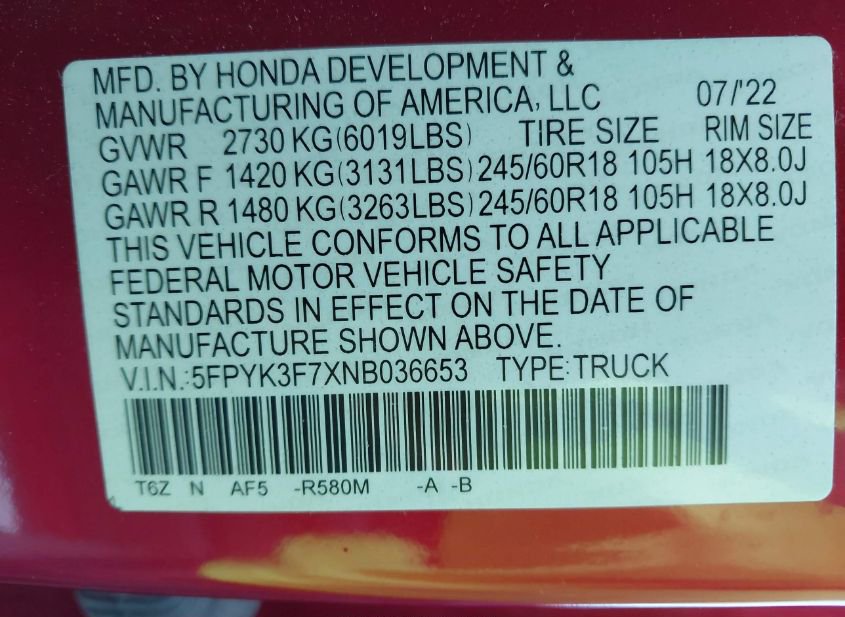 MFD. BY HONDA DEVELOPMENT &
MANUFACTURING OF AMERICA, LLC 07/'22
GVWR 2730 KG(6019LBS) TIRE SIZE RIM SIZE
GAWR F 1420 KG(3131LBS) 245/60R18 105H 18X8.0J
GAWR R 1480 KG(3263LBS) 245/60R18 105H 18X8.0J
THIS VEHICLE CONFORMS TO ALL APPLICABLE
FEDERAL MOTOR VEHICLE SAFETY
STANDARDS IN EFFECT ON THE DATE OF
MANUFACTURE SHOWN ABOVE.
V.I.N.:5FPYK3F7XNB036653 TYPE:TRUCK
T6Z N AF5 -R580M -A -B